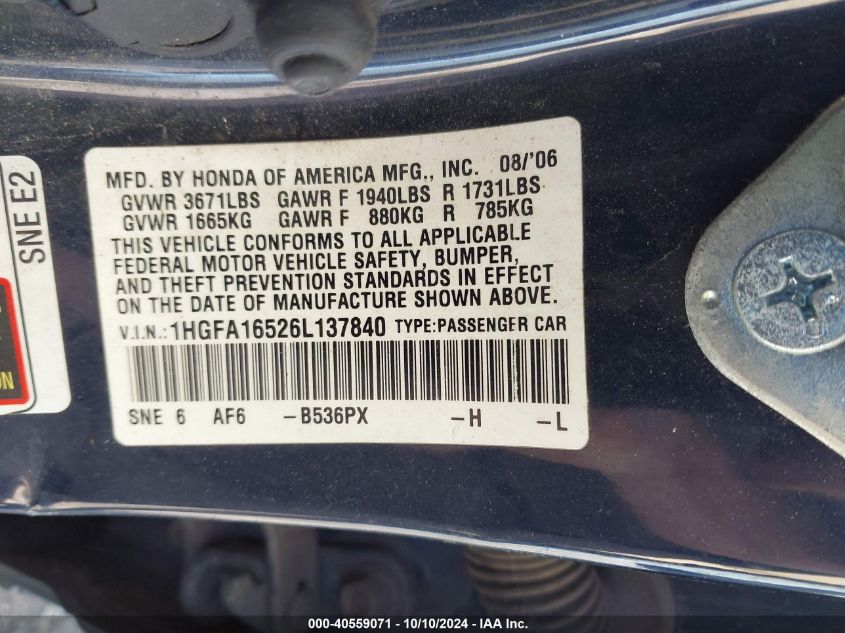 SNE E2
ON
MFD. BY HONDA OF AMERICA MFG., INC. 08/'06
GVWR 3671LBS GAWR F 1940LBS R 1731LBS
GVWR 1665KG GAWR F 880KG R 785KG
THIS VEHICLE CONFORMS TO ALL APPLICABLE
FEDERAL MOTOR VEHICLE SAFETY, BUMPER,
AND THEFT PREVENTION STANDARDS IN EFFECT
ON THE DATE OF MANUFACTURE SHOWN ABOVE.
V.I.N.: 1HGFA16526L137840 TYPE:PASSENGER CAR
SNE 6 AF6 -B536PX -H -L
000-40559071 - 10/10/2024 - IAA Inc.